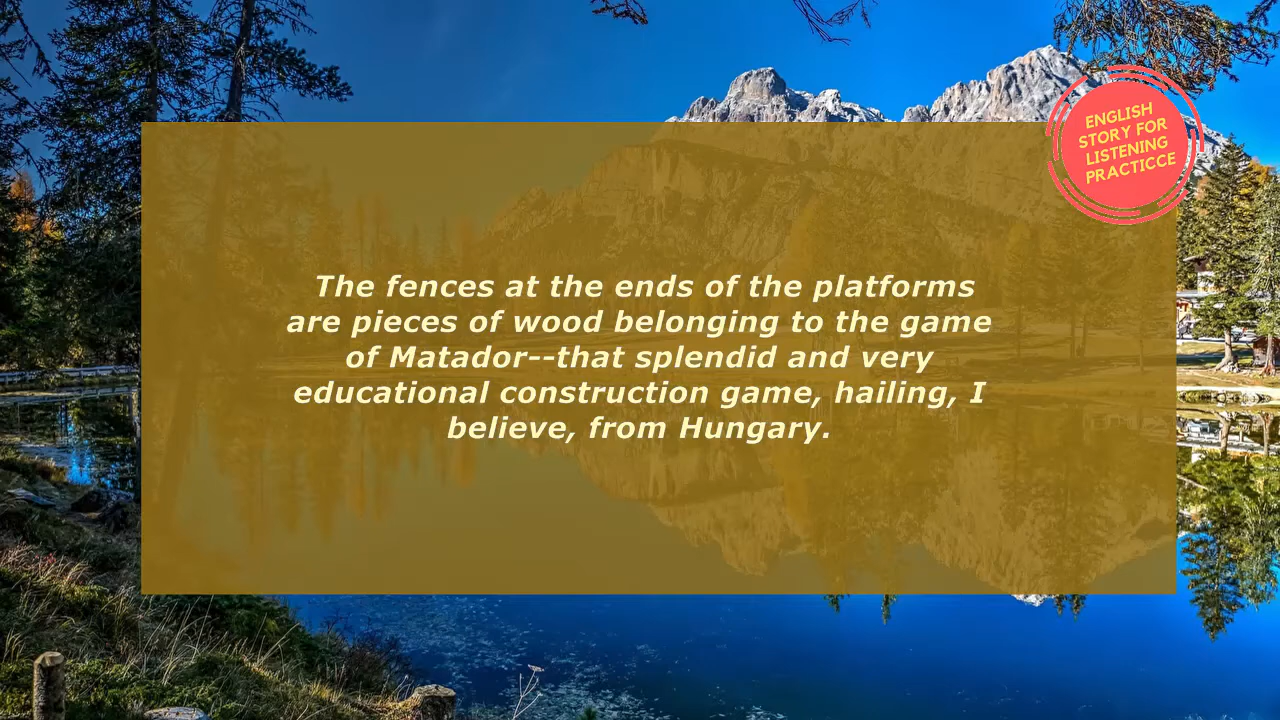 ENGLISH
STORY FOR
LISTENING
PRACTICCE
The fences at the ends of the platforms
are pieces of wood belonging to the game
of Matador--that splendid and very
educational construction game, hailing, I
believe, from Hungary.